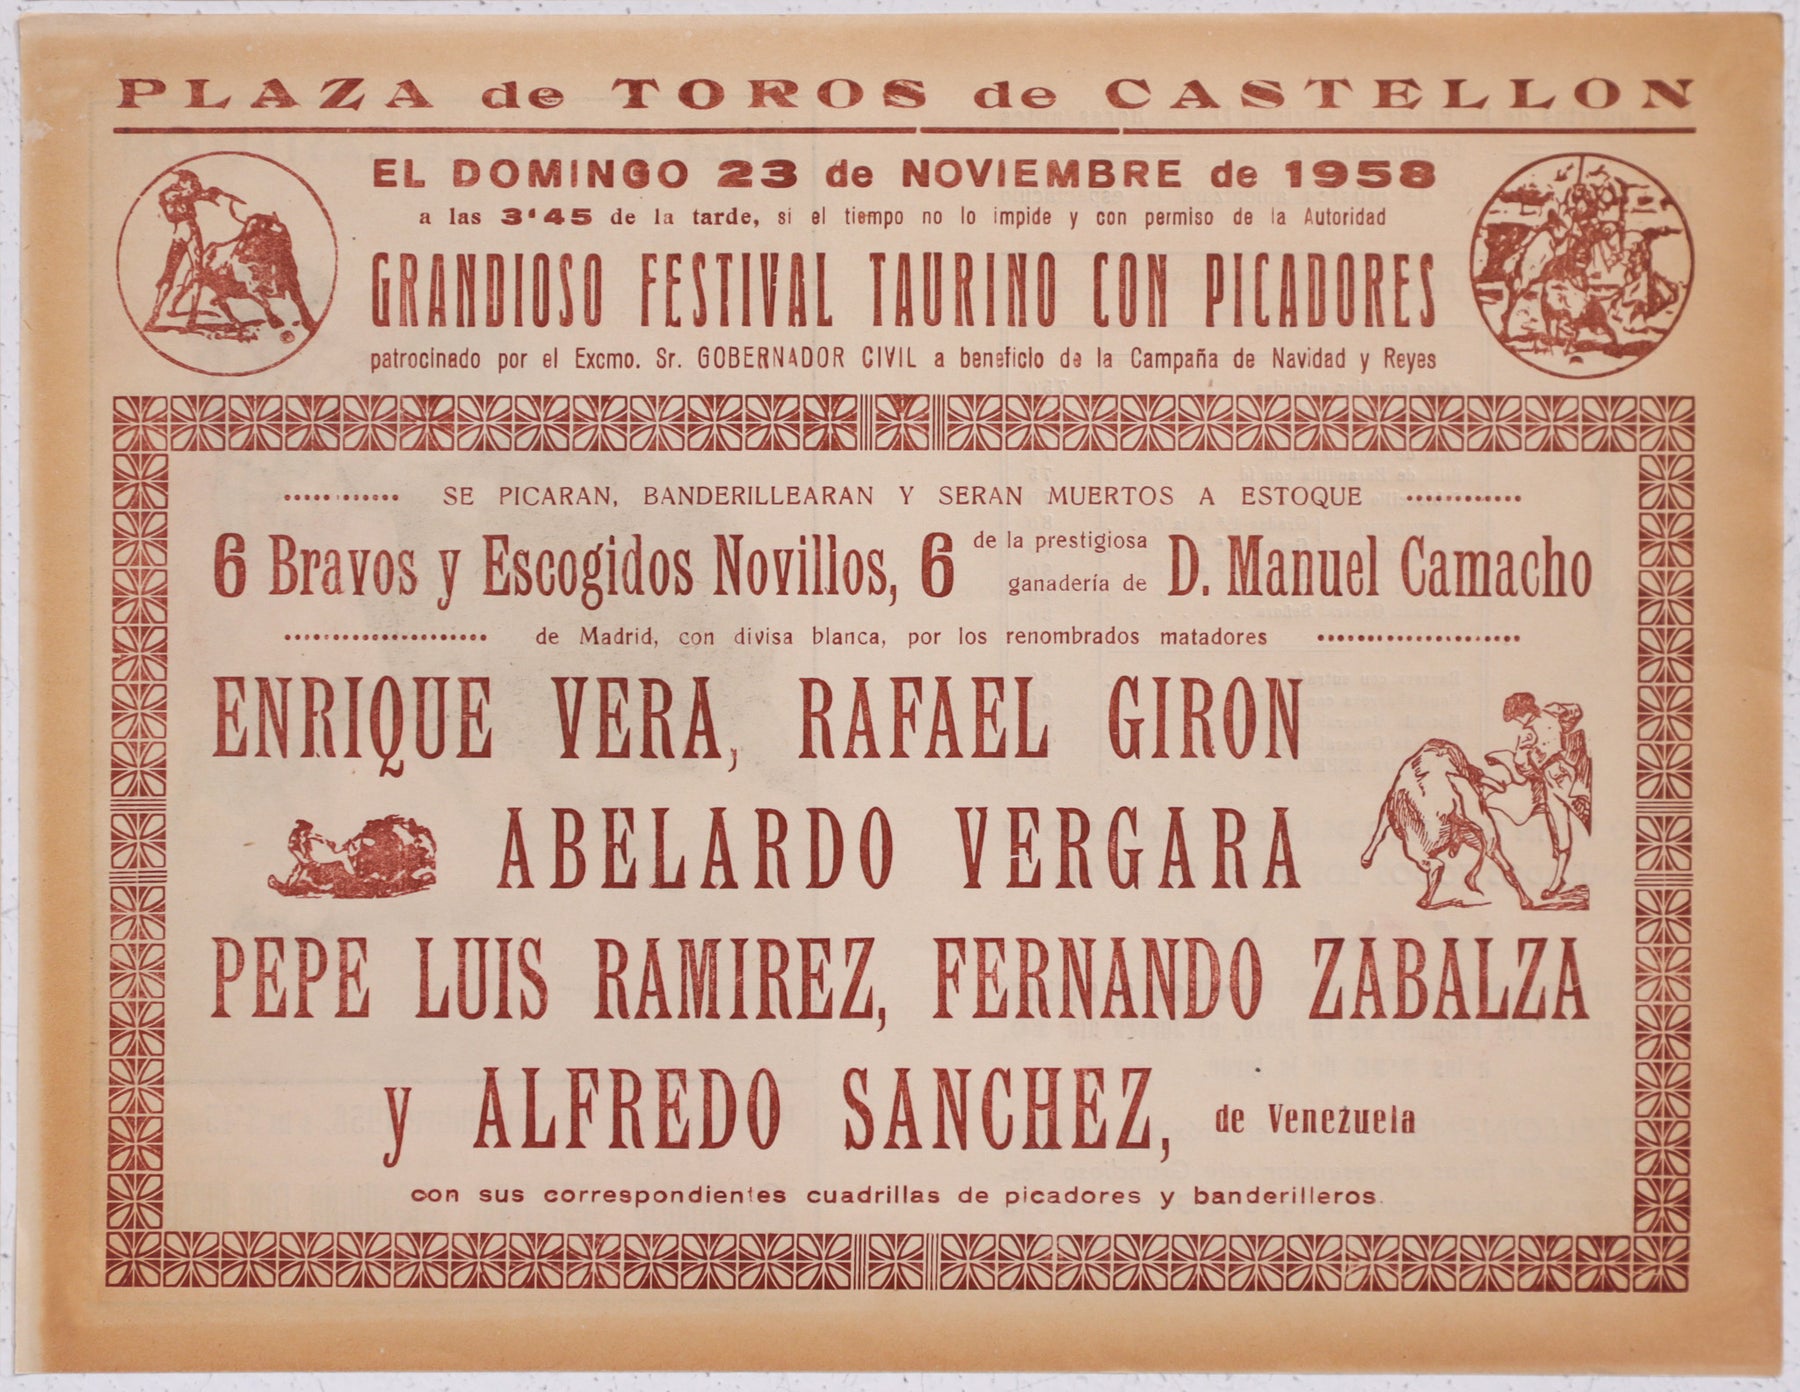 PLAZA de TOROS de CASTELLON
EL DOMINGO 23 de NOVIEMBRE de 1958
a las 3'45 de la tarde, si el tiempo no lo impide y con permiso de la Autoridad
GRANDIOSO FESTIVAL TAURINO CON PICADORES
patrocinado por el Excmo. Sr. GOBERNADOR CIVIL a beneficio de la Campaña de Navidad y Reyes
SE PICARAN, BANDERILLEARAN Y SERAN MUERTOS A ESTOQUE
6 Bravos y Escogidos Novillos, 6 de la prestigiosa ganadería de D. Manuel Camacho
de Madrid, con divisa blanca, por los renombrados matadores
ENRIQUE VERA, RAFAEL GIRON
ABELARDO VERGARA
PEPE LUIS RAMIREZ, FERNANDO ZABALZA
y ALFREDO SANCHEZ, de Venezuela
con sus correspondientes cuadrillas de picadores y banderilleros.